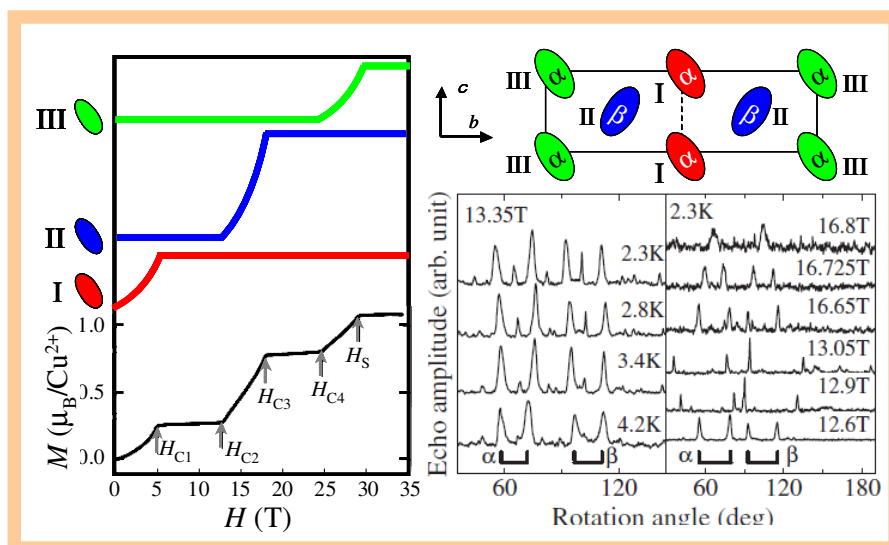 III
II
I
1.0
0.5
0.0
M (μB/Cu2+)
HC1
HC2
HC3
HC4
HS
0 5 10 15 20 25 30 35
H (T)
c
b
III α I α α III
II β β II
III α I α α III
Echo amplitude (arb. unit)
13.35T
2.3K
2.8K
3.4K
4.2K
α β
60 120
2.3K
16.8T
16.725T
16.65T
13.05T
12.9T
12.6T
α β
60 120 180
Rotation angle (deg)